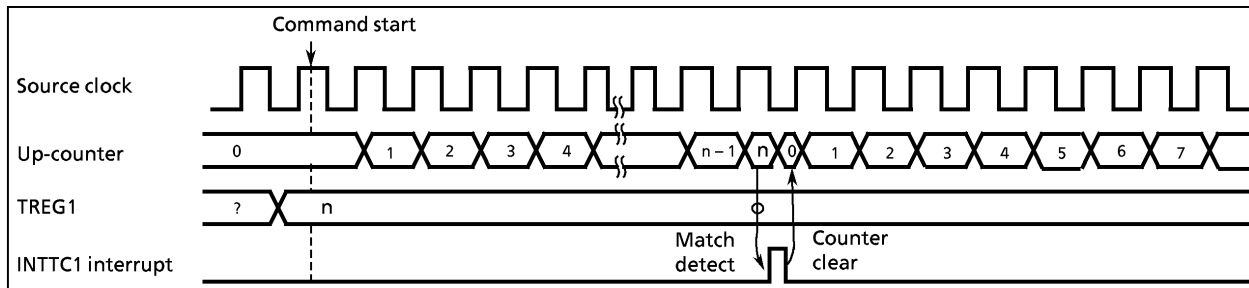 Command start
Source clock
Up-counter 0 1 2 3 4 n – 1 n 0 1 2 3 4 5 6 7
TREG1 ? n
Match detect
Counter clear
INTTC1 interrupt